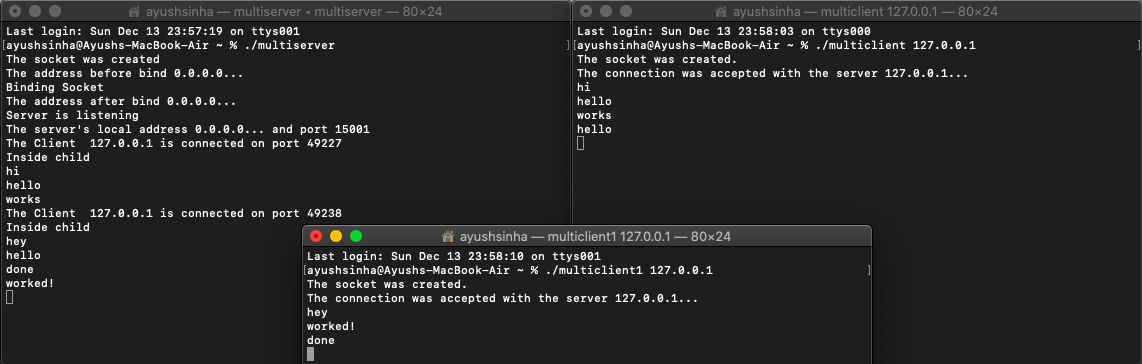 ayushsinha — multiserver • multiserver — 80×24
Last login: Sun Dec 13 23:57:19 on ttys001
[ayushsinha@Ayushs-MacBook-Air ~ % ./multiserver ]
The socket was created
The address before bind 0.0.0.0...
Binding Socket
The address after bind 0.0.0.0...
Server is listening
The server's local address 0.0.0.0... and port 15001
The Client  127.0.0.1 is connected on port 49227
Inside child
hi
hello
works
The Client  127.0.0.1 is connected on port 49238
Inside child
hey
hello
done
worked!
ayushsinha — multiclient 127.0.0.1 — 80×24
Last login: Sun Dec 13 23:58:03 on ttys000
[ayushsinha@Ayushs-MacBook-Air ~ % ./multiclient 127.0.0.1 ]
The socket was created.
The connection was accepted with the server 127.0.0.1...
hi
hello
works
hello
ayushsinha — multiclient1 127.0.0.1 — 80×24
Last login: Sun Dec 13 23:58:10 on ttys001
[ayushsinha@Ayushs-MacBook-Air ~ % ./multiclient1 127.0.0.1 ]
The socket was created.
The connection was accepted with the server 127.0.0.1...
hey
worked!
done